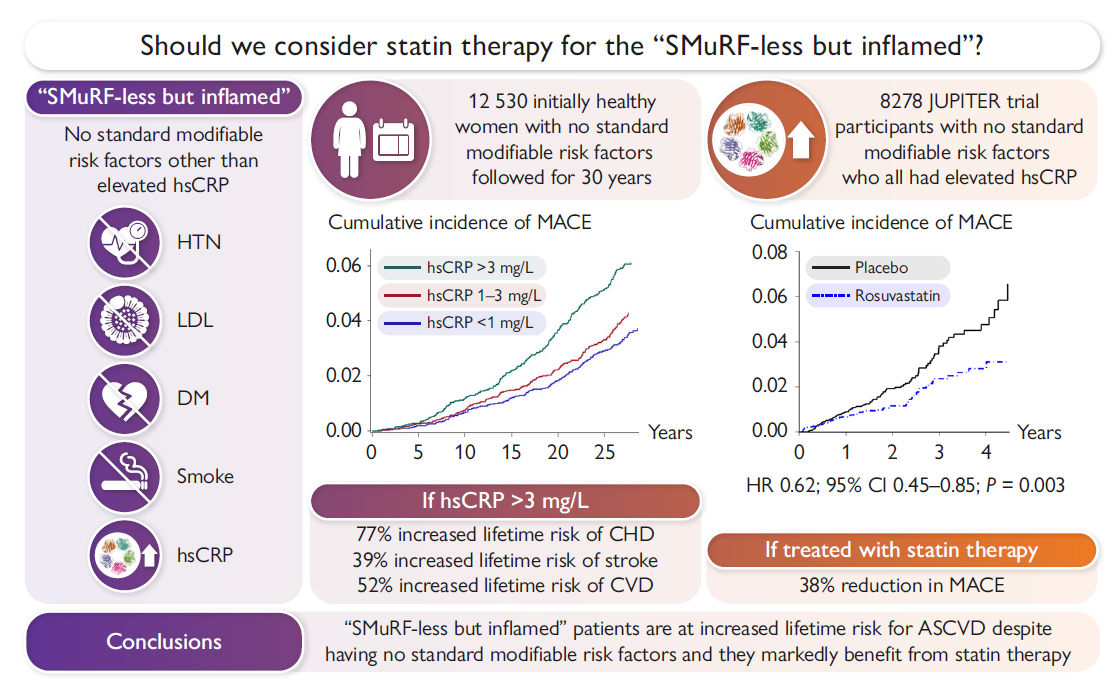 Should we consider statin therapy for the “SMuRF-less but inflamed”?
“SMuRF-less but inflamed”
No standard modifiable
risk factors other than
elevated hsCRP
HTN
LDL
DM
Smoke
hsCRP
12 530 initially healthy
women with no standard
modifiable risk factors
followed for 30 years
Cumulative incidence of MACE
0.06
0.04
0.02
0.00
hsCRP >3 mg/L
hsCRP 1–3 mg/L
hsCRP <1 mg/L
0 5 10 15 20 25
Years
If hsCRP >3 mg/L
77% increased lifetime risk of CHD
39% increased lifetime risk of stroke
52% increased lifetime risk of CVD
8278 JUPITER trial
participants with no standard
modifiable risk factors
who all had elevated hsCRP
Cumulative incidence of MACE
0.08
0.06
0.04
0.02
0.00
Placebo
Rosuvastatin
0 1 2 3 4
Years
HR 0.62; 95% CI 0.45–0.85; P = 0.003
If treated with statin therapy
38% reduction in MACE
Conclusions
“SMuRF-less but inflamed” patients are at increased lifetime risk for ASCVD despite
having no standard modifiable risk factors and they markedly benefit from statin therapy